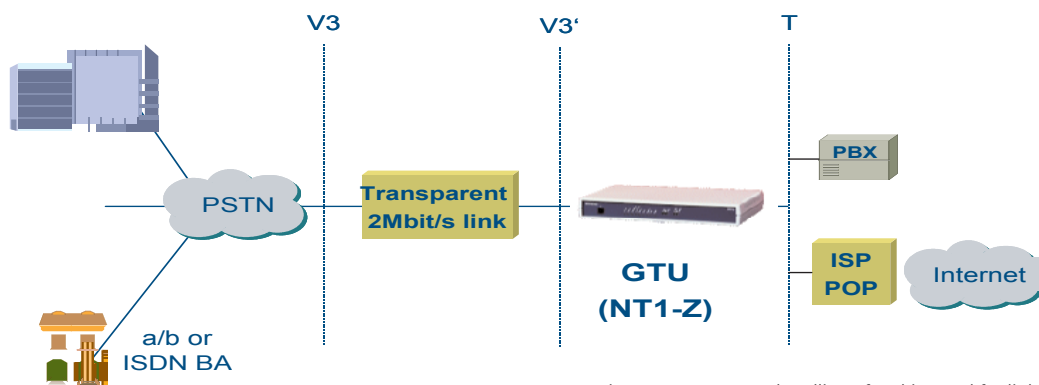 V3
V3‘
T
PBX
PSTN
Transparent
2Mbit/s link
GTU
(NT1-Z)
ISP
POP
Internet
a/b or
ISDN BA